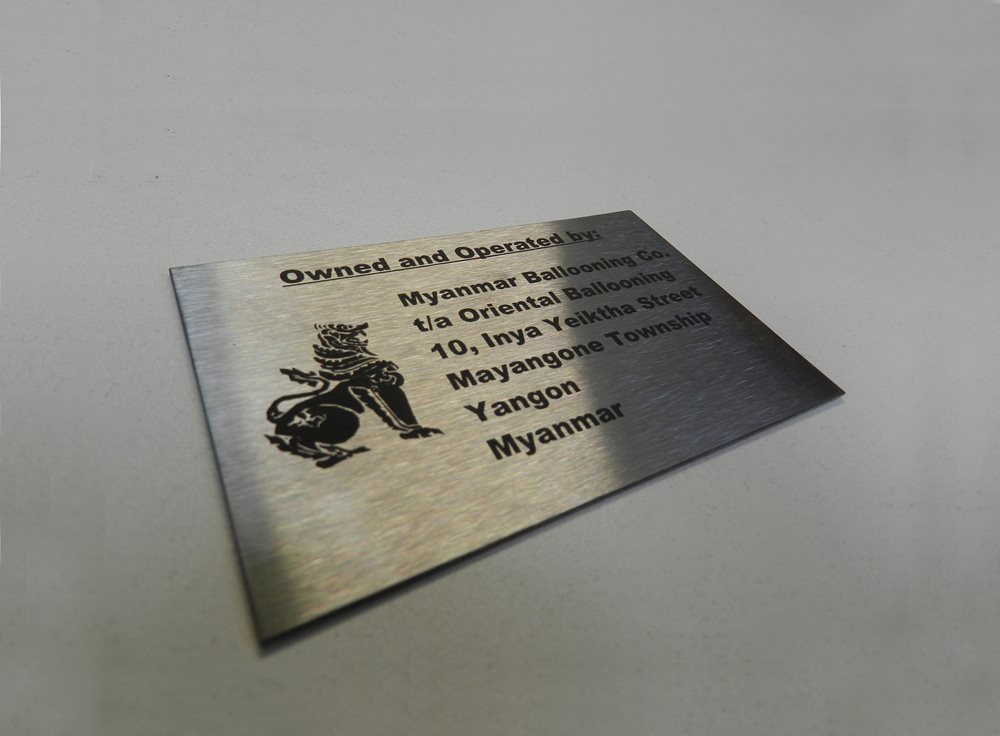 Owned and Operated by:
Myanmar Ballooning Co.
t/a Oriental Ballooning
10, Inya Yeiktha Street
Mayangone Township
Yangon
Myanmar